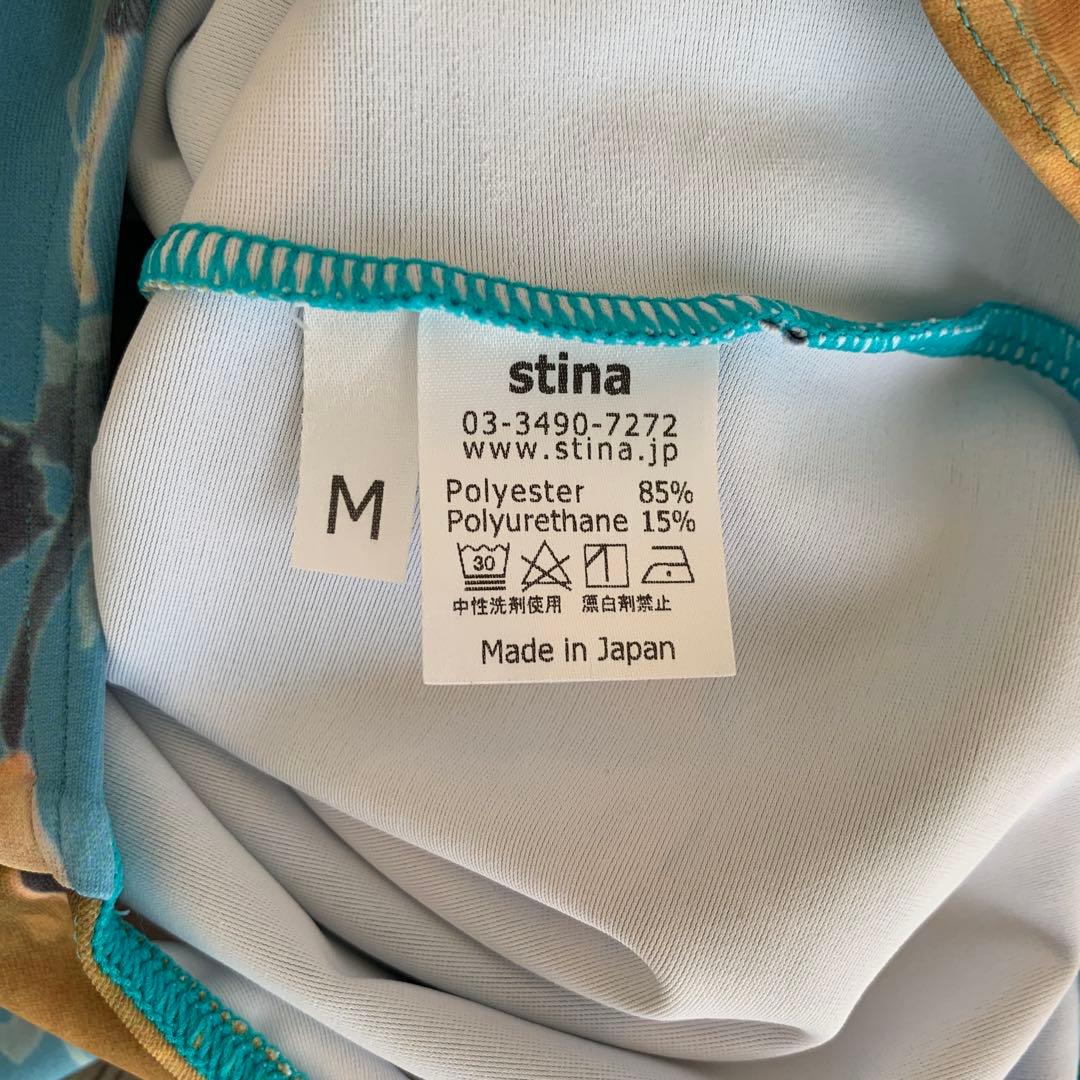 M
stina
03-3490-7272
www.stina.jp
Polyester 85%
Polyurethane 15%
30
中性洗剤使用 漂白剤禁止
Made in Japan